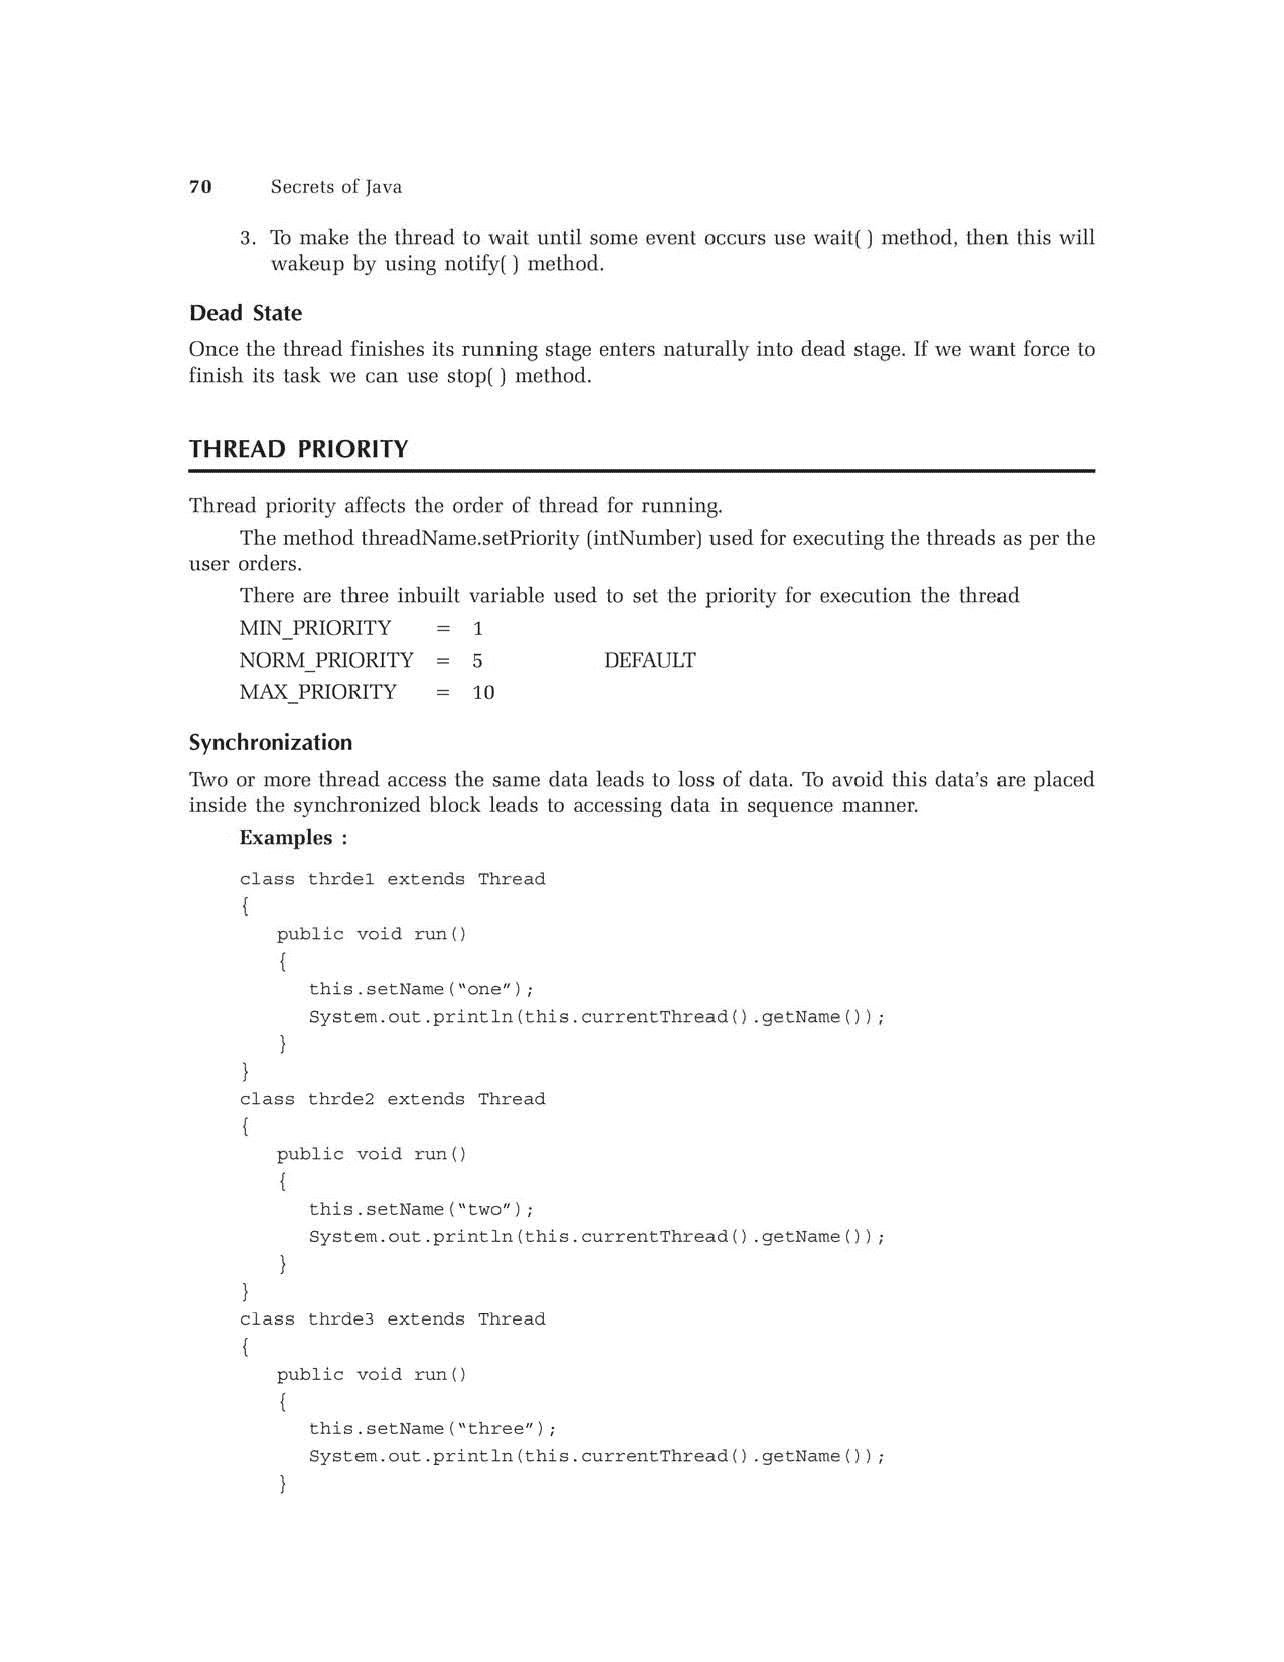 70 Secrets of Java
3. To make the thread to wait until some event occurs use wait( ) method, then this will
wakeup by using notify( ) method.
Dead State
Once the thread finishes its running stage enters naturally into dead stage. If we want force to
finish its task we can use stop( ) method.
THREAD PRIORITY
Thread priority affects the order of thread for running.
The method threadName.setPriority (intNumber) used for executing the threads as per the
user orders.
There are three inbuilt variable used to set the priority for execution the thread
MIN_PRIORITY = 1
NORM_PRIORITY = 5 DEFAULT
MAX_PRIORITY = 10
Synchronization
Two or more thread access the same data leads to loss of data. To avoid this data’s are placed
inside the synchronized block leads to accessing data in sequence manner.
Examples :
class thrde1 extends Thread
{
public void run()
{
this.setName(“one”);
System.out.println(this.currentThread().getName());
}
}
class thrde2 extends Thread
{
public void run()
{
this.setName(“two”);
System.out.println(this.currentThread().getName());
}
}
class thrde3 extends Thread
{
public void run()
{
this.setName(“three”);
System.out.println(this.currentThread().getName());
}